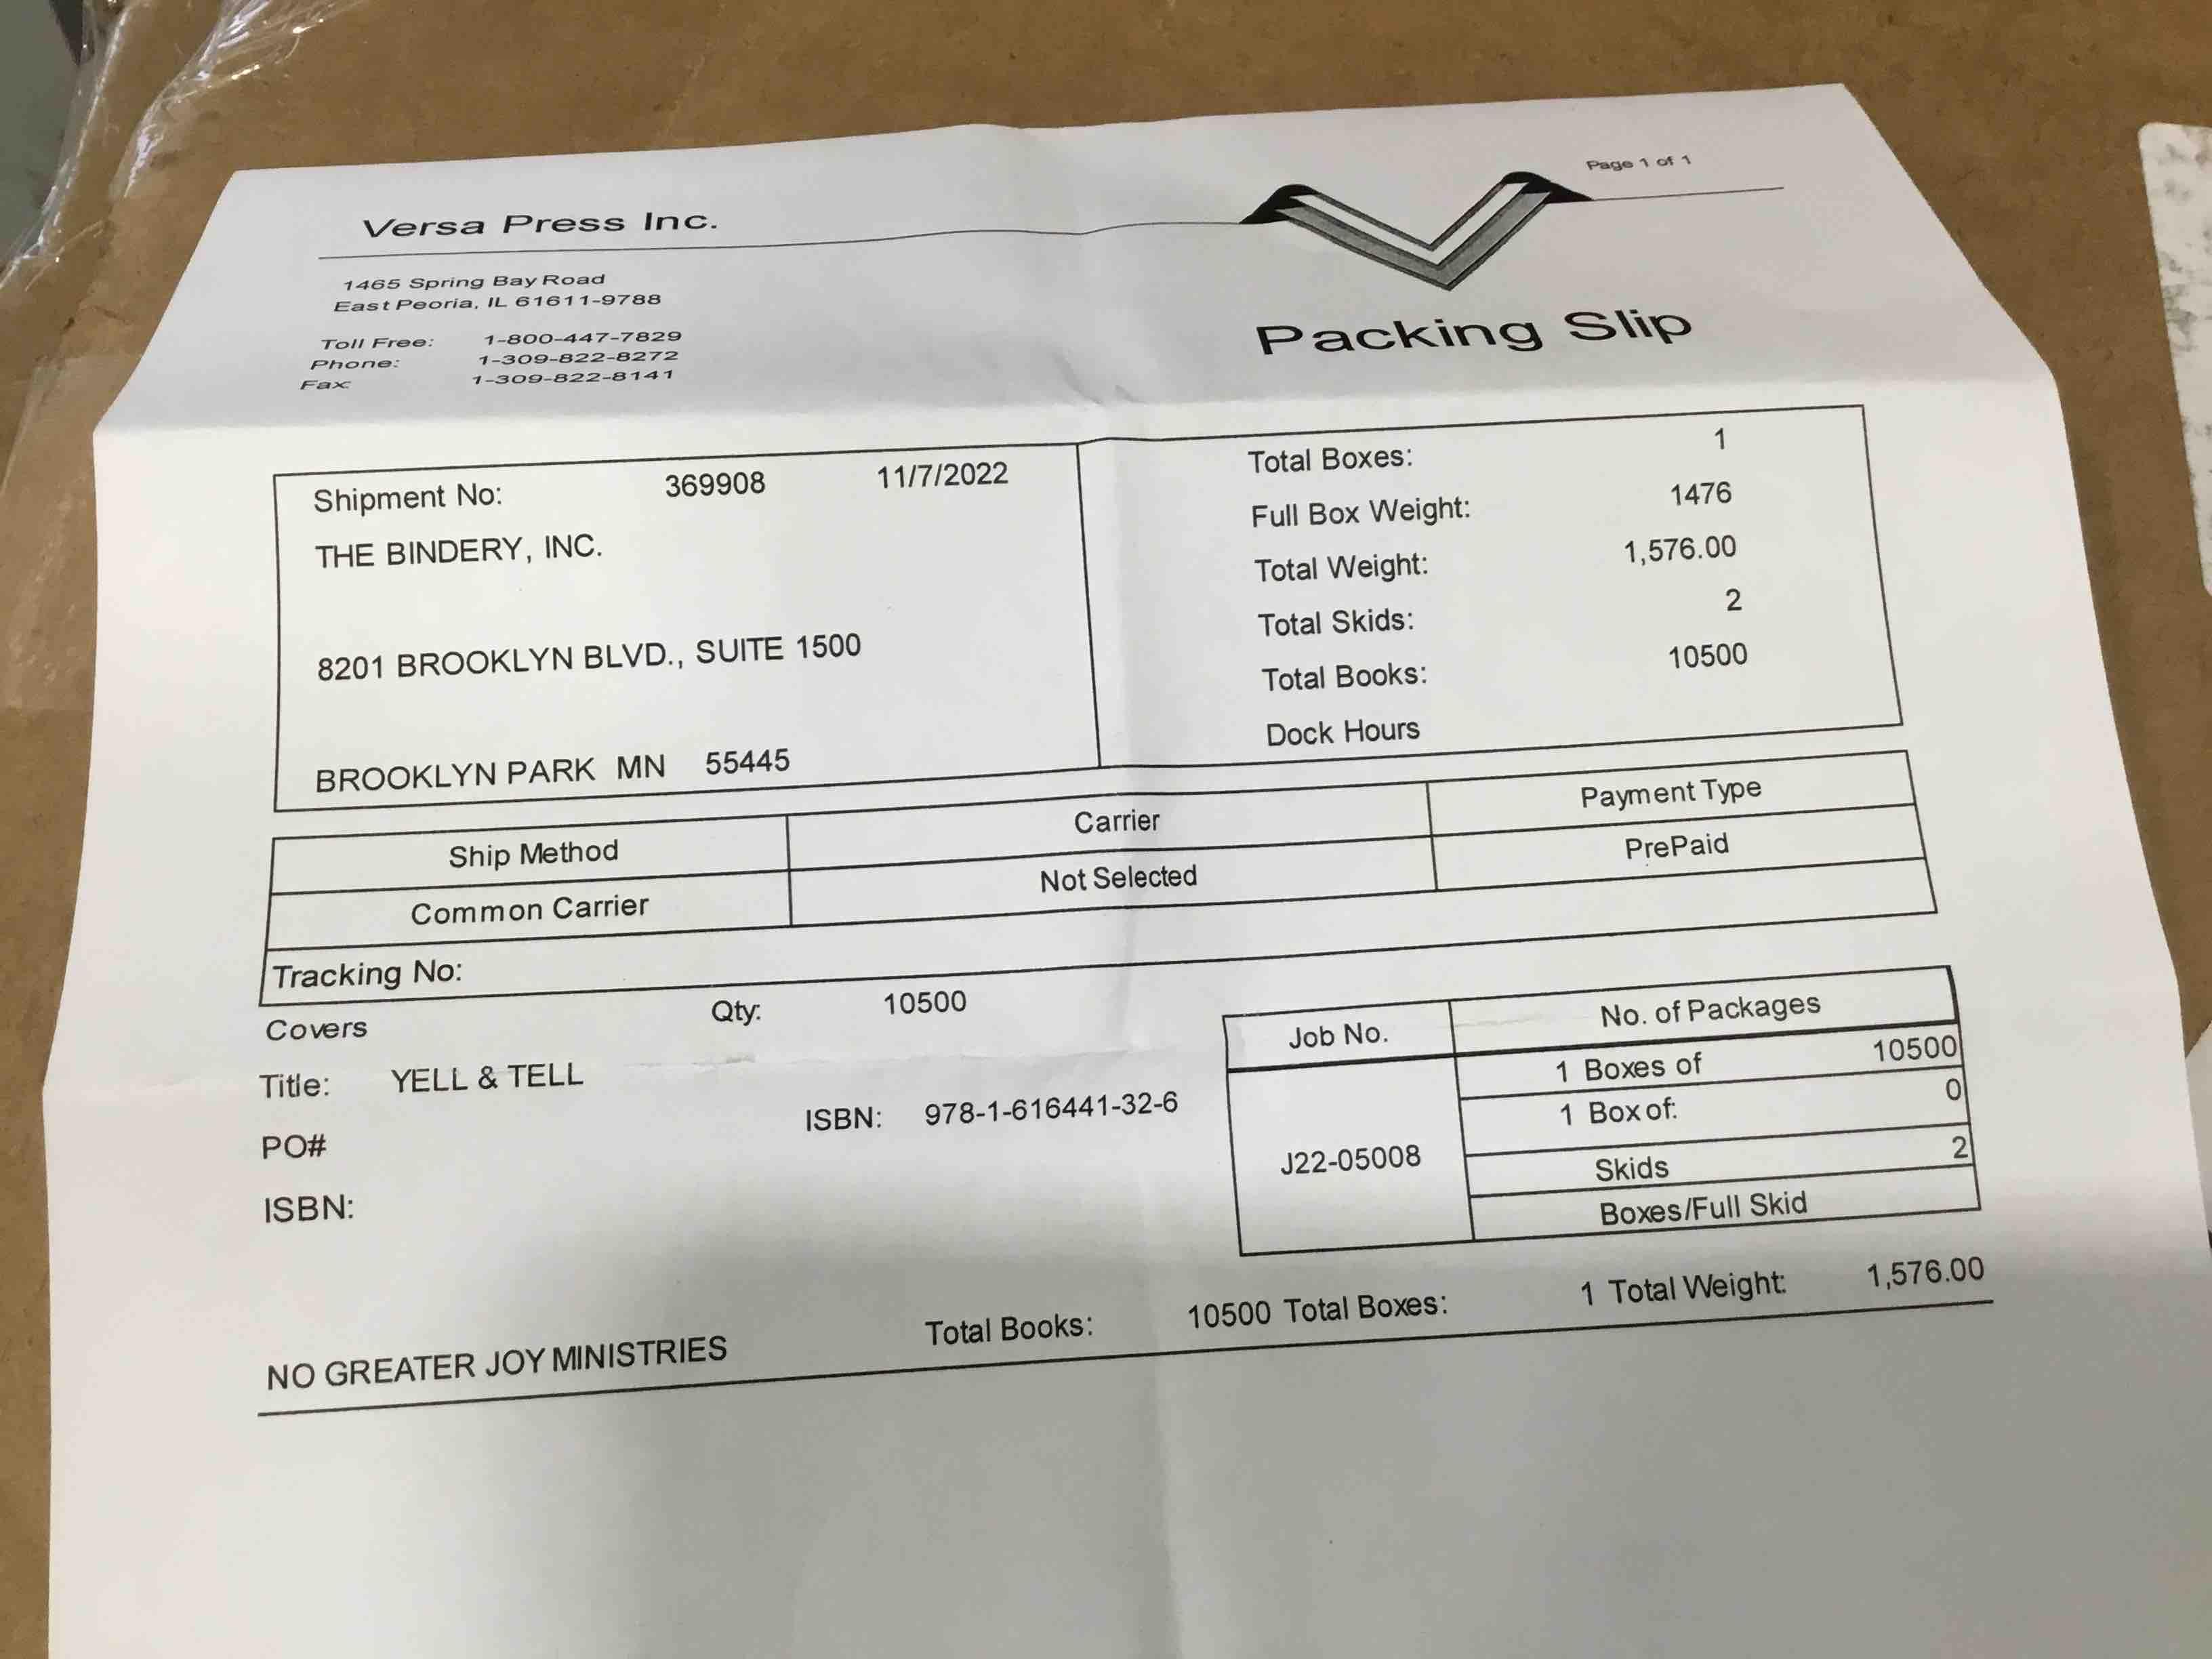 Page 1 of 1
Versa Press Inc.
1465 Spring Bay Road
East Peoria, IL 61611-9788
Toll Free: 1-800-447-7829
Phone: 1-309-822-8272
Fax: 1-309-822-8141
Packing Slip
Shipment No: 369908 11/7/2022
THE BINDERY, INC.
8201 BROOKLYN BLVD., SUITE 1500
BROOKLYN PARK MN 55445
Total Boxes: 1
Full Box Weight: 1476
Total Weight: 1,576.00
Total Skids: 2
Total Books: 10500
Dock Hours
Ship Method Carrier Payment Type
Common Carrier Not Selected PrePaid
Tracking No:
Covers Qty: 10500
Title: YELL & TELL
PO# ISBN: 978-1-616441-32-6
ISBN:
Job No. No. of Packages
J22-05008
1 Boxes of 10500
1 Box of: 0
Skids 2
Boxes/Full Skid
NO GREATER JOY MINISTRIES Total Books: 10500 Total Boxes: 1 Total Weight: 1,576.00